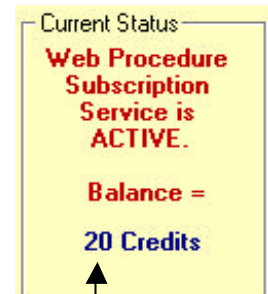 Current Status
Web Procedure
Subscription
Service is
ACTIVE.
Balance =
20 Credits